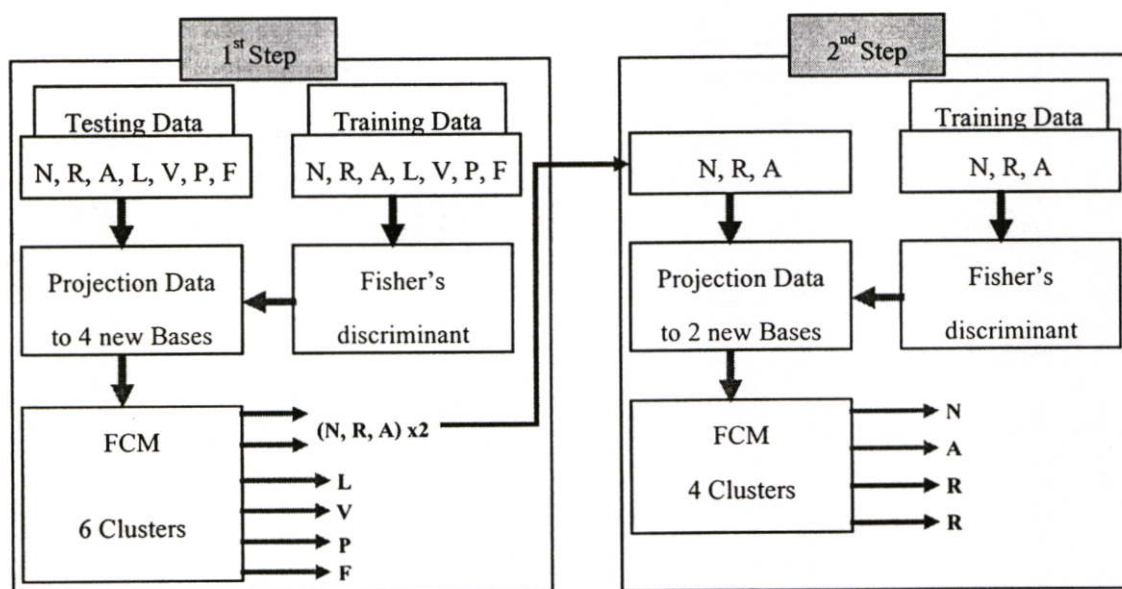 1st Step
Testing Data
Training Data
N, R, A, L, V, P, F
N, R, A, L, V, P, F
Projection Data
to 4 new Bases
Fisher's
discriminant
FCM
6 Clusters
(N, R, A) x2
L
V
P
F
2nd Step
Training Data
N, R, A
N, R, A
Projection Data
to 2 new Bases
Fisher's
discriminant
FCM
4 Clusters
N
A
R
R